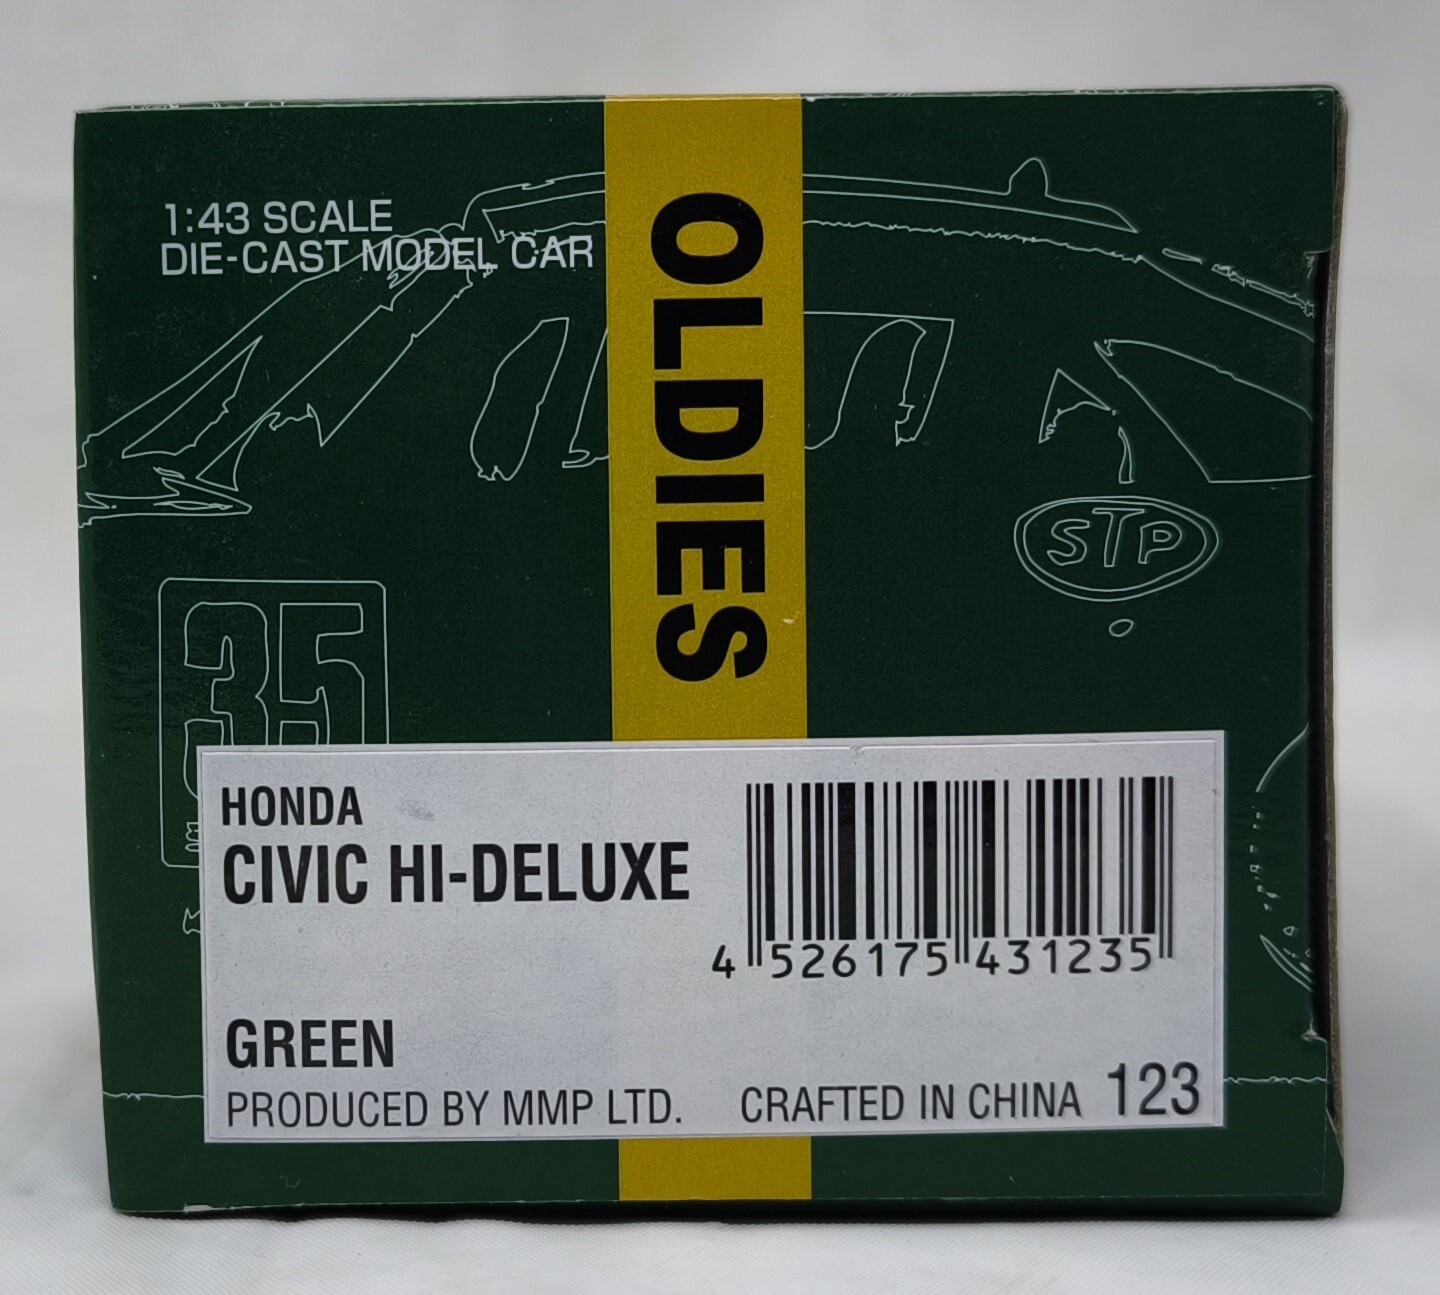 1:43 SCALE
DIE-CAST MODEL CAR
OLDIES
STP
35
HONDA
CIVIC HI-DELUXE
4 526175 431235
GREEN
PRODUCED BY MMP LTD. CRAFTED IN CHINA 123